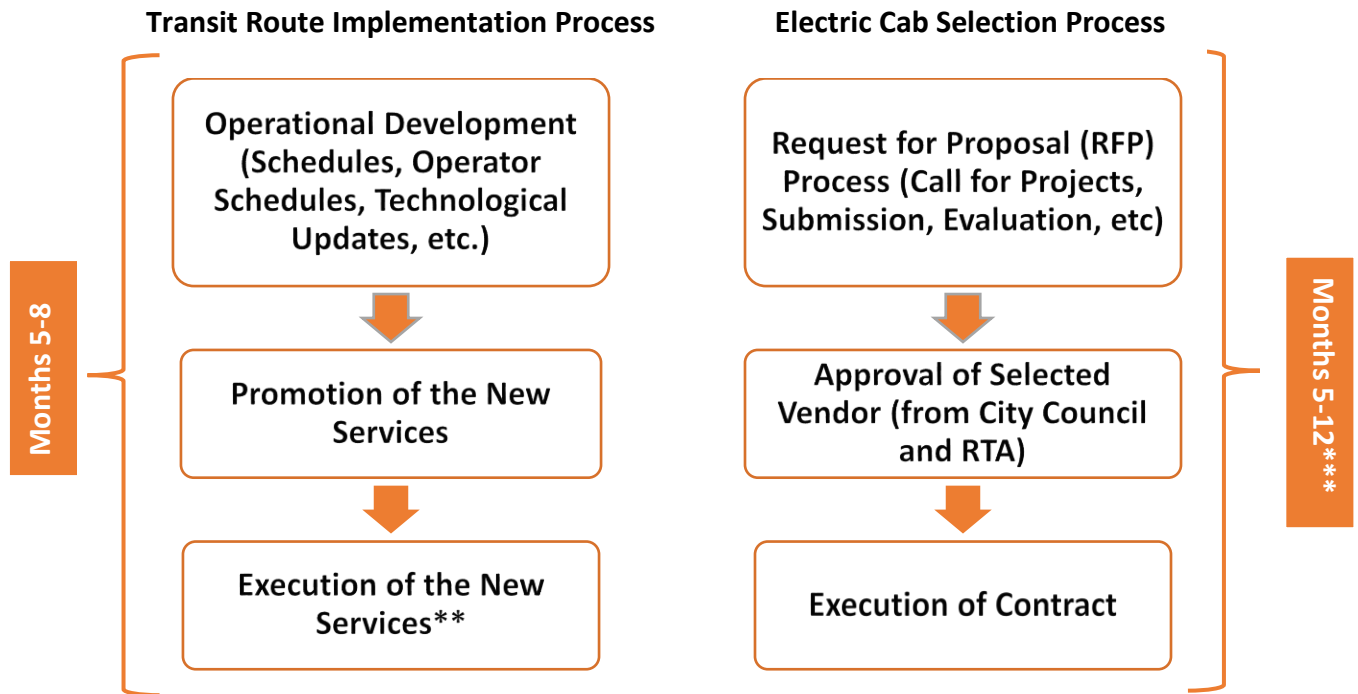 Transit Route Implementation Process
Electric Cab Selection Process
Months 5-8
Operational Development
(Schedules, Operator
Schedules, Technological
Updates, etc.)
Promotion of the New
Services
Execution of the New
Services**
Request for Proposal (RFP)
Process (Call for Projects,
Submission, Evaluation, etc)
Approval of Selected
Vendor (from City Council
and RTA)
Execution of Contract
Months 5-12***